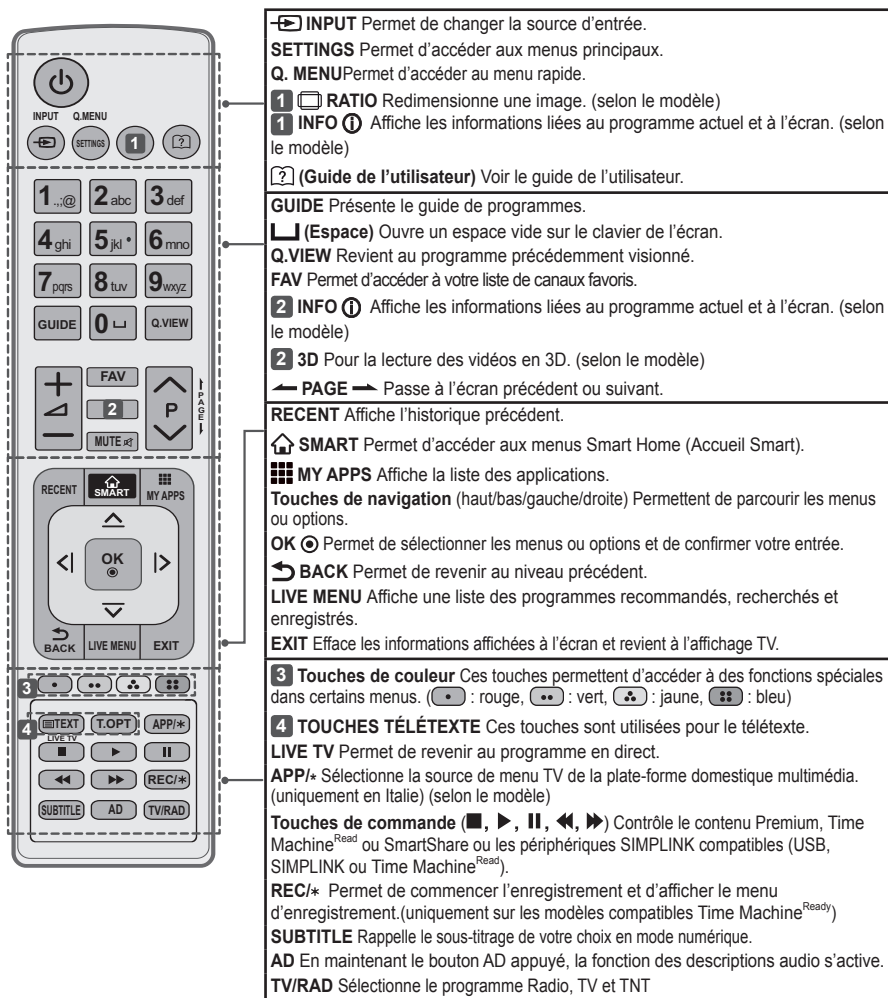 INPUT Q.MENU
SETTINGS 1 ?
1.,;@ 2abc 3def
4ghi 5jkl 6mno
7pqrs 8tuv 9wxyz
GUIDE 0 Q.VIEW
FAV
2 P
MUTE
PAGE
RECENT SMART MY APPS
OK
BACK LIVE MENU EXIT
3
4 TEXT T.OPT APP/*
LIVE TV
REC/*
SUBTITLE AD TV/RAD
INPUT Permet de changer la source d’entrée.
SETTINGS Permet d’accéder aux menus principaux.
Q. MENUPermet d’accéder au menu rapide.
1 RATIO Redimensionne une image. (selon le modèle)
1 INFO ⓘ Affiche les informations liées au programme actuel et à l’écran. (selon
le modèle)
? (Guide de l’utilisateur) Voir le guide de l’utilisateur.
GUIDE Présente le guide de programmes.
(Espace) Ouvre un espace vide sur le clavier de l’écran.
Q.VIEW Revient au programme précédemment visionné.
FAV Permet d’accéder à votre liste de canaux favoris.
2 INFO ⓘ Affiche les informations liées au programme actuel et à l’écran. (selon
le modèle)
2 3D Pour la lecture des vidéos en 3D. (selon le modèle)
PAGE Passe à l’écran précédent ou suivant.
RECENT Affiche l’historique précédent.
SMART Permet d’accéder aux menus Smart Home (Accueil Smart).
MY APPS Affiche la liste des applications.
Touches de navigation (haut/bas/gauche/droite) Permettent de parcourir les menus
ou options.
OK ◉ Permet de sélectionner les menus ou options et de confirmer votre entrée.
BACK Permet de revenir au niveau précédent.
LIVE MENU Affiche une liste des programmes recommandés, recherchés et
enregistrés.
EXIT Efface les informations affichées à l’écran et revient à l’affichage TV.
3 Touches de couleur Ces touches permettent d’accéder à des fonctions spéciales
dans certains menus. ( : rouge, : vert, : jaune, : bleu)
4 TOUCHES TÉLÉTEXTE Ces touches sont utilisées pour le télétexte.
LIVE TV Permet de revenir au programme en direct.
APP/* Sélectionne la source de menu TV de la plate-forme domestique multimédia.
(uniquement en Italie) (selon le modèle)
Touches de commande (■, ▶, II, ◀◀, ▶▶) Contrôle le contenu Premium, Time
MachineRead ou SmartShare ou les périphériques SIMPLINK compatibles (USB,
SIMPLINK ou Time MachineRead).
REC/* Permet de commencer l’enregistrement et d’afficher le menu
d’enregistrement.(uniquement sur les modèles compatibles Time MachineReady)
SUBTITLE Rappelle le sous-titrage de votre choix en mode numérique.
AD En maintenant le bouton AD appuyé, la fonction des descriptions audio s’active.
TV/RAD Sélectionne le programme Radio, TV et TNT